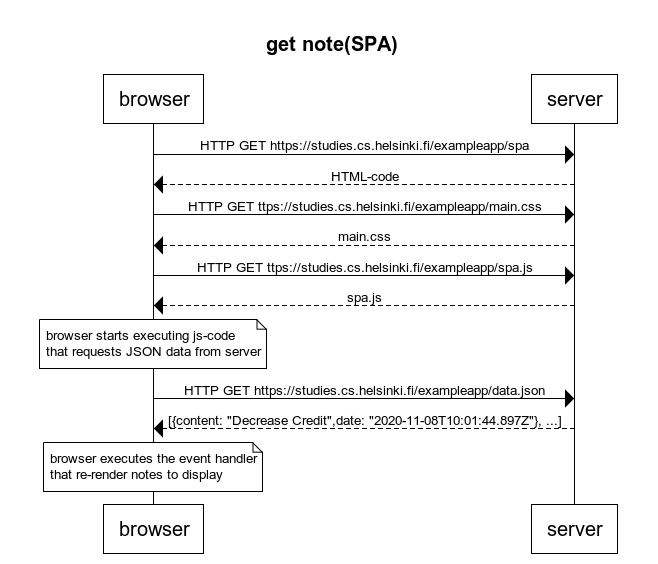 get note(SPA)
browser
server
HTTP GET https://studies.cs.helsinki.fi/exampleapp/spa
HTML-code
HTTP GET ttps://studies.cs.helsinki.fi/exampleapp/main.css
main.css
HTTP GET ttps://studies.cs.helsinki.fi/exampleapp/spa.js
spa.js
browser starts executing js-code
that requests JSON data from server
HTTP GET https://studies.cs.helsinki.fi/exampleapp/data.json
[{content: "Decrease Credit",date: "2020-11-08T10:01:44.897Z"}, ...]
browser executes the event handler
that re-render notes to display
browser
server